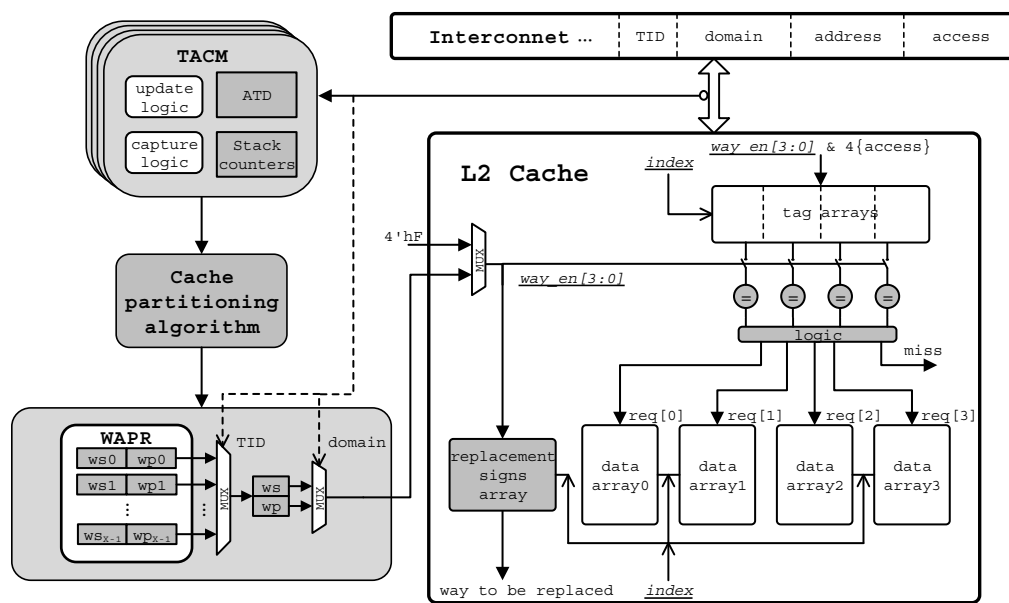 Interconnet ... TID domain address access
TACM
update logic
ATD
capture logic
Stack counters
Cache partitioning algorithm
WAPR
ws0 wp0
ws1 wp1
⋮
ws_{X-1} wp_{X-1}
MUX
TID
⋮
ws
wp
MUX
domain
L2 Cache
way_en[3:0] & 4{access}
index
tag arrays
4'hF
MUX
way_en[3:0]
= = = =
logic
miss
req[0] req[1] req[2] req[3]
replacement signs array
data array0
data array1
data array2
data array3
way to be replaced
index